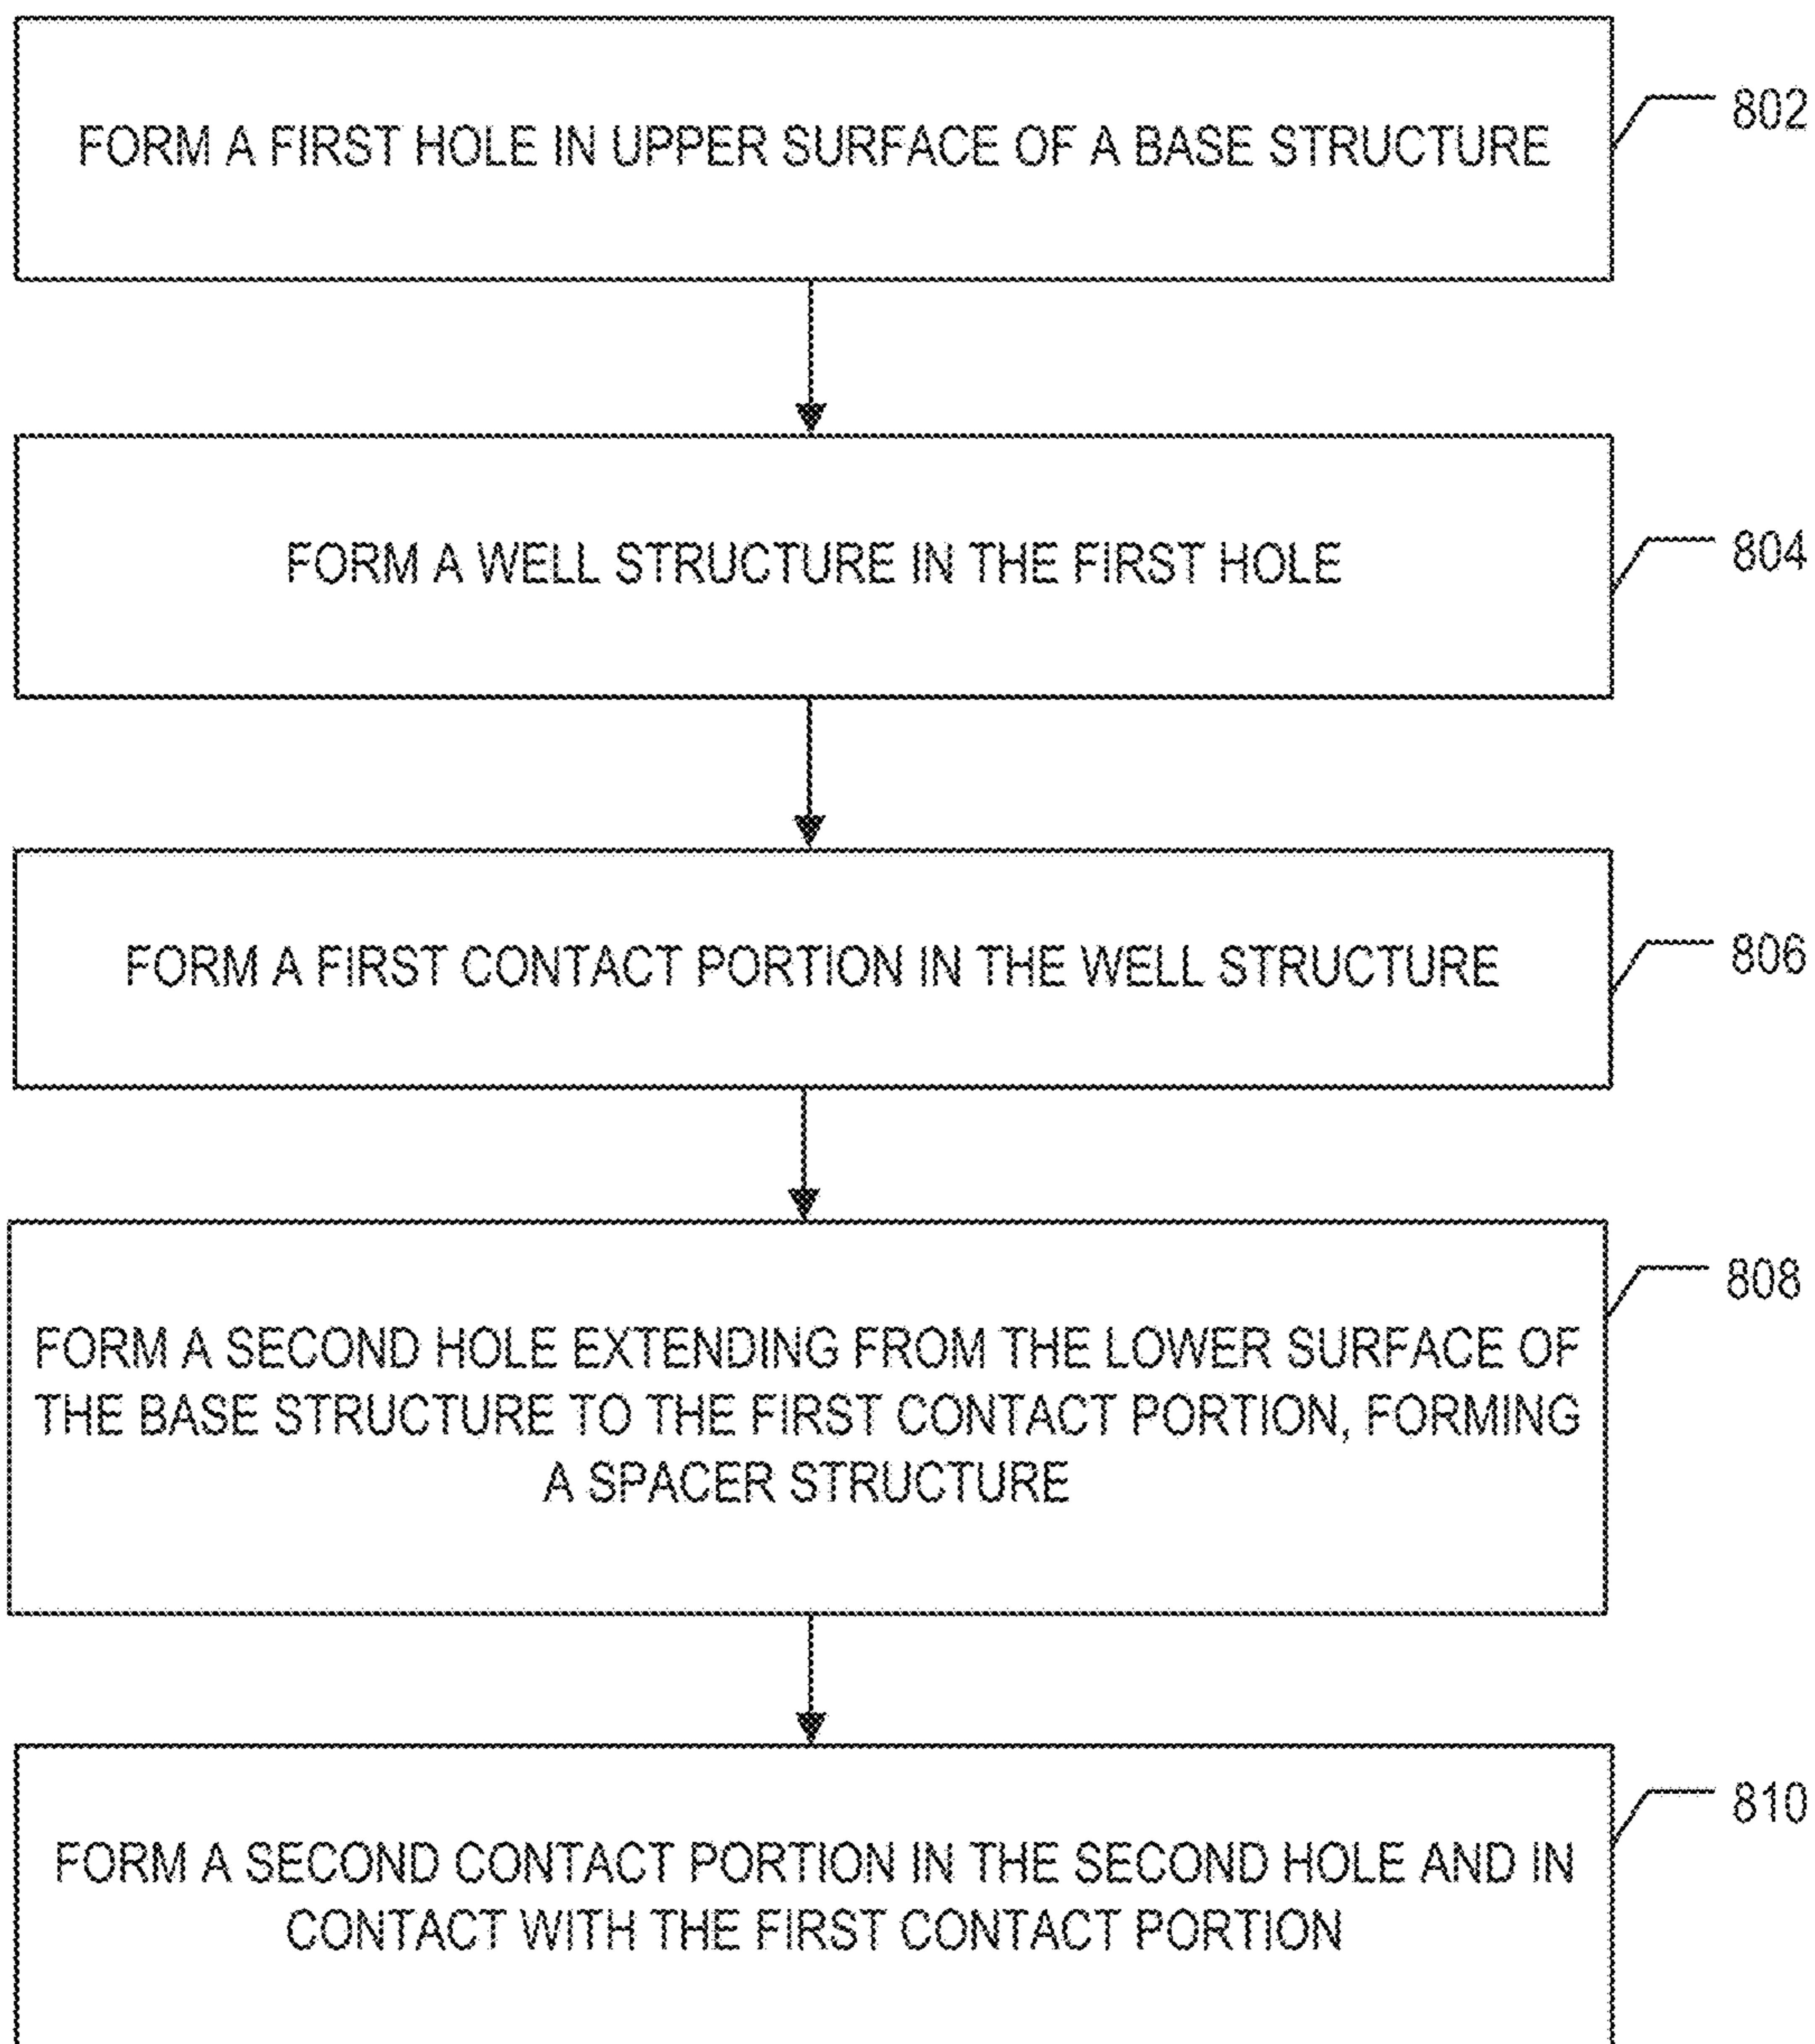 FORM A FIRST HOLE IN UPPER SURFACE OF A BASE STRUCTURE
802
FORM A WELL STRUCTURE IN THE FIRST HOLE
804
FORM A FIRST CONTACT PORTION IN THE WELL STRUCTURE
806
FORM A SECOND HOLE EXTENDING FROM THE LOWER SURFACE OF
THE BASE STRUCTURE TO THE FIRST CONTACT PORTION, FORMING
A SPACER STRUCTURE
808
FORM A SECOND CONTACT PORTION IN THE SECOND HOLE AND IN
CONTACT WITH THE FIRST CONTACT PORTION
810